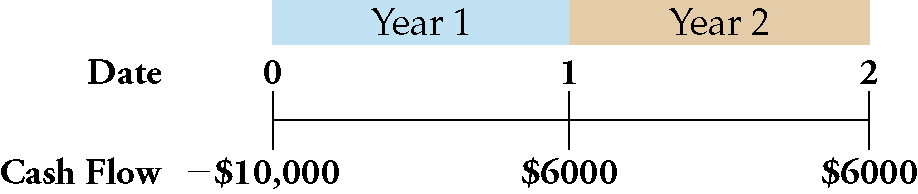 Year 1 Year 2
Date 0 1 2
Cash Flow −$10,000 $6000 $6000